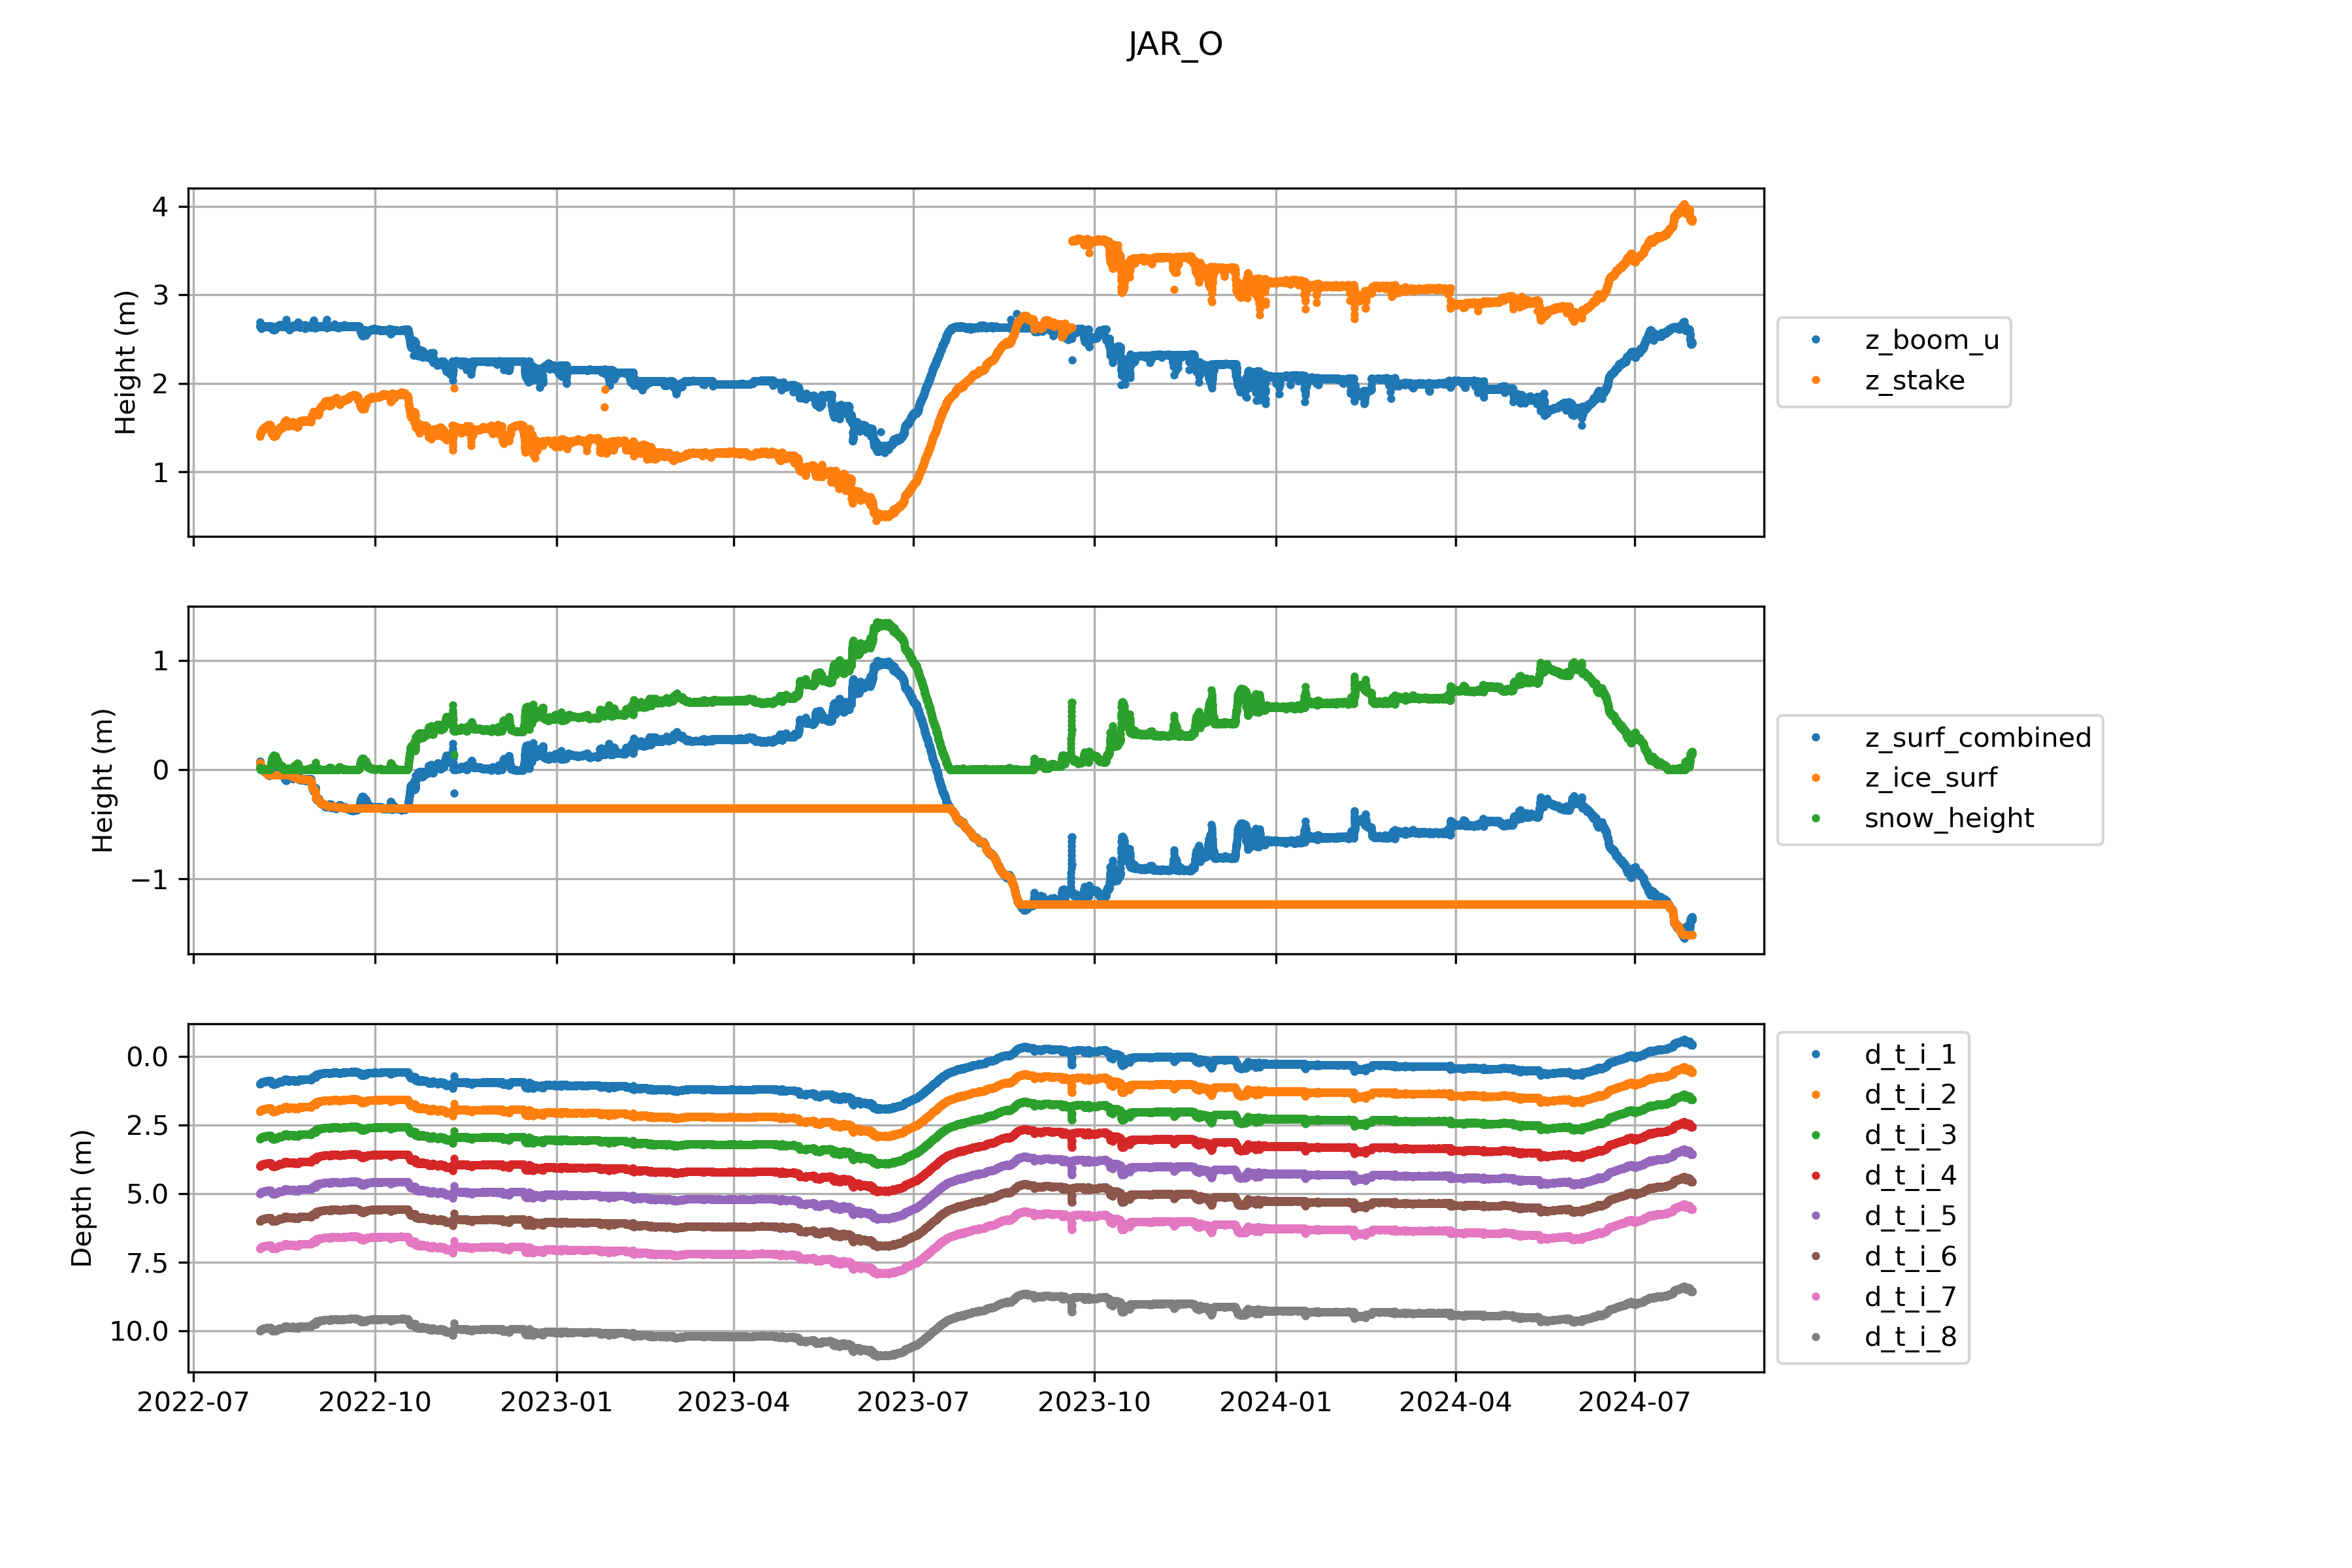 JAR_O
4
3
2
1
Height (m)
z_boom_u
z_stake
1
0
−1
Height (m)
z_surf_combined
z_ice_surf
snow_height
0.0
2.5
5.0
7.5
10.0
Depth (m)
d_t_i_1
d_t_i_2
d_t_i_3
d_t_i_4
d_t_i_5
d_t_i_6
d_t_i_7
d_t_i_8
2022-07 2022-10 2023-01 2023-04 2023-07 2023-10 2024-01 2024-04 2024-07